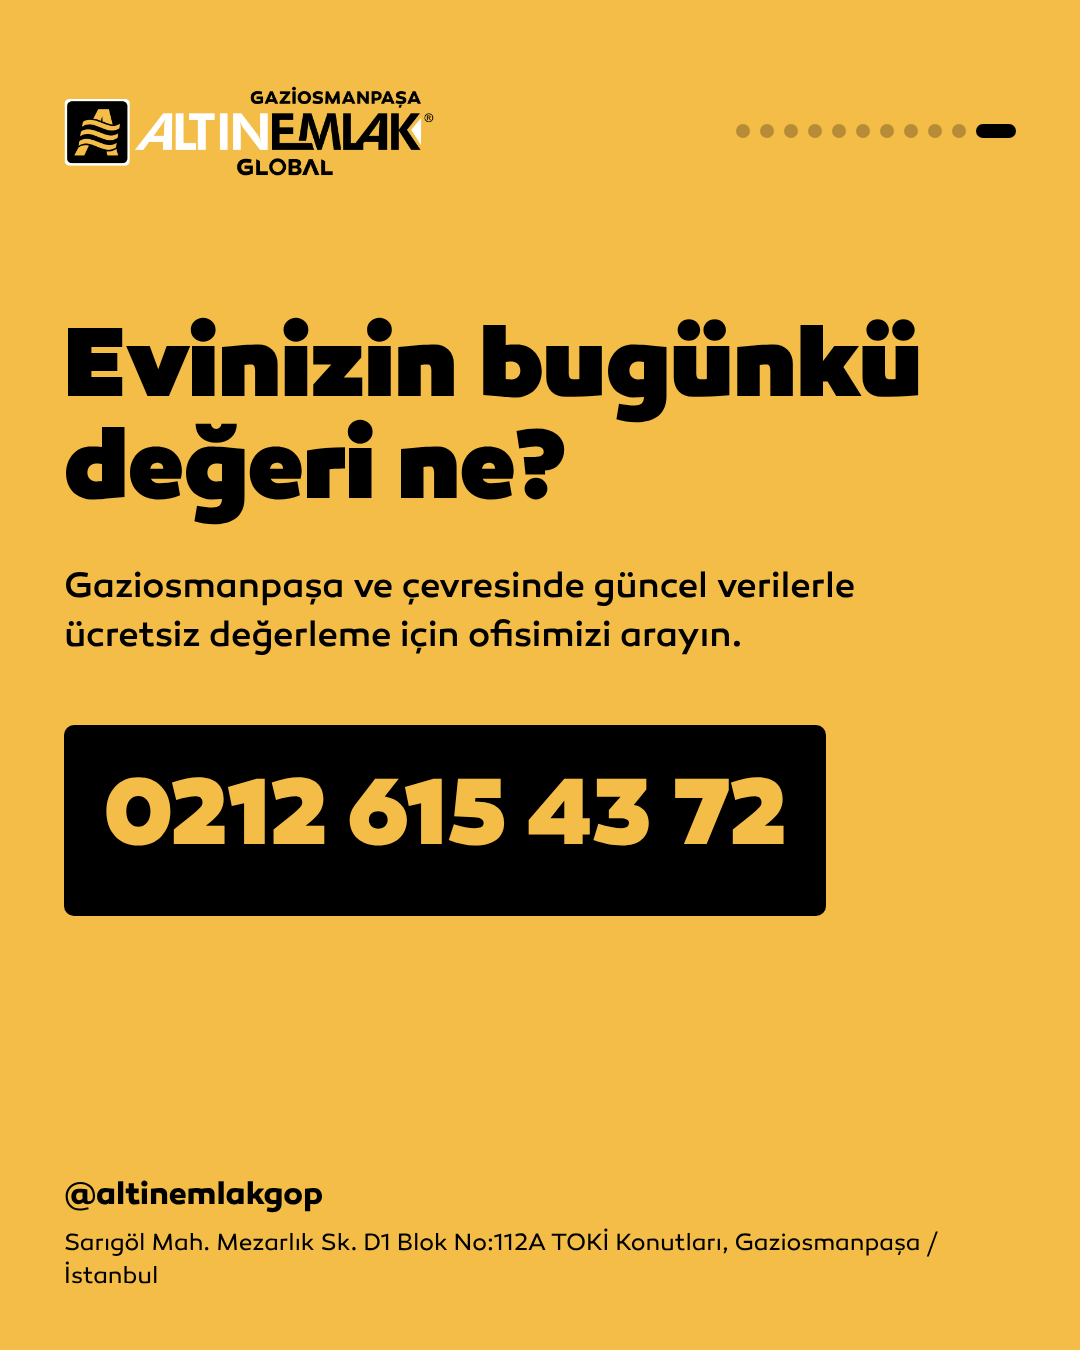 GAZİOSMANPAŞA
ALTINEMLAK®
GLOBAL
Evinizin bugünkü
değeri ne?
Gaziosmanpaşa ve çevresinde güncel verilerle
ücretsiz değerleme için ofisimizi arayın.
0212 615 43 72
@altinemlakgop
Sarıgöl Mah. Mezarlık Sk. D1 Blok No:112A TOKİ Konutları, Gaziosmanpaşa /
İstanbul